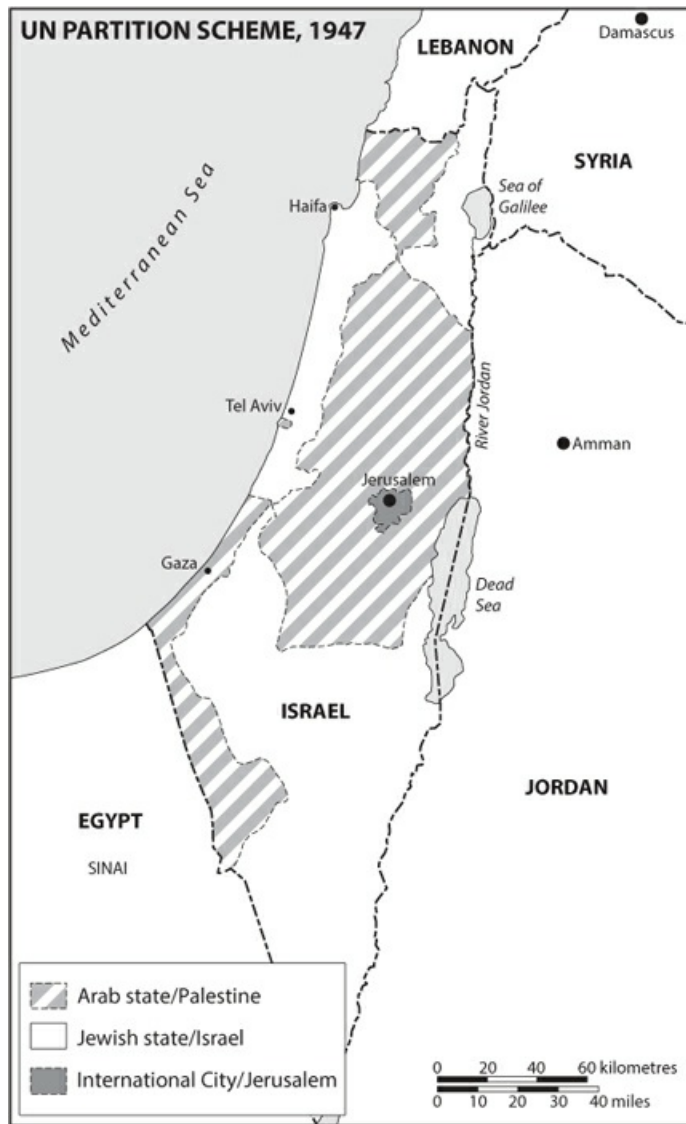 UN PARTITION SCHEME, 1947
LEBANON
Damascus
SYRIA
Sea of
Galilee
Haifa
Mediterranean Sea
Tel Aviv
River Jordan
Amman
Jerusalem
Gaza
Dead
Sea
ISRAEL
JORDAN
EGYPT
SINAI
Arab state/Palestine
Jewish state/Israel
International City/Jerusalem
0 20 40 60 kilometres
0 10 20 30 40 miles